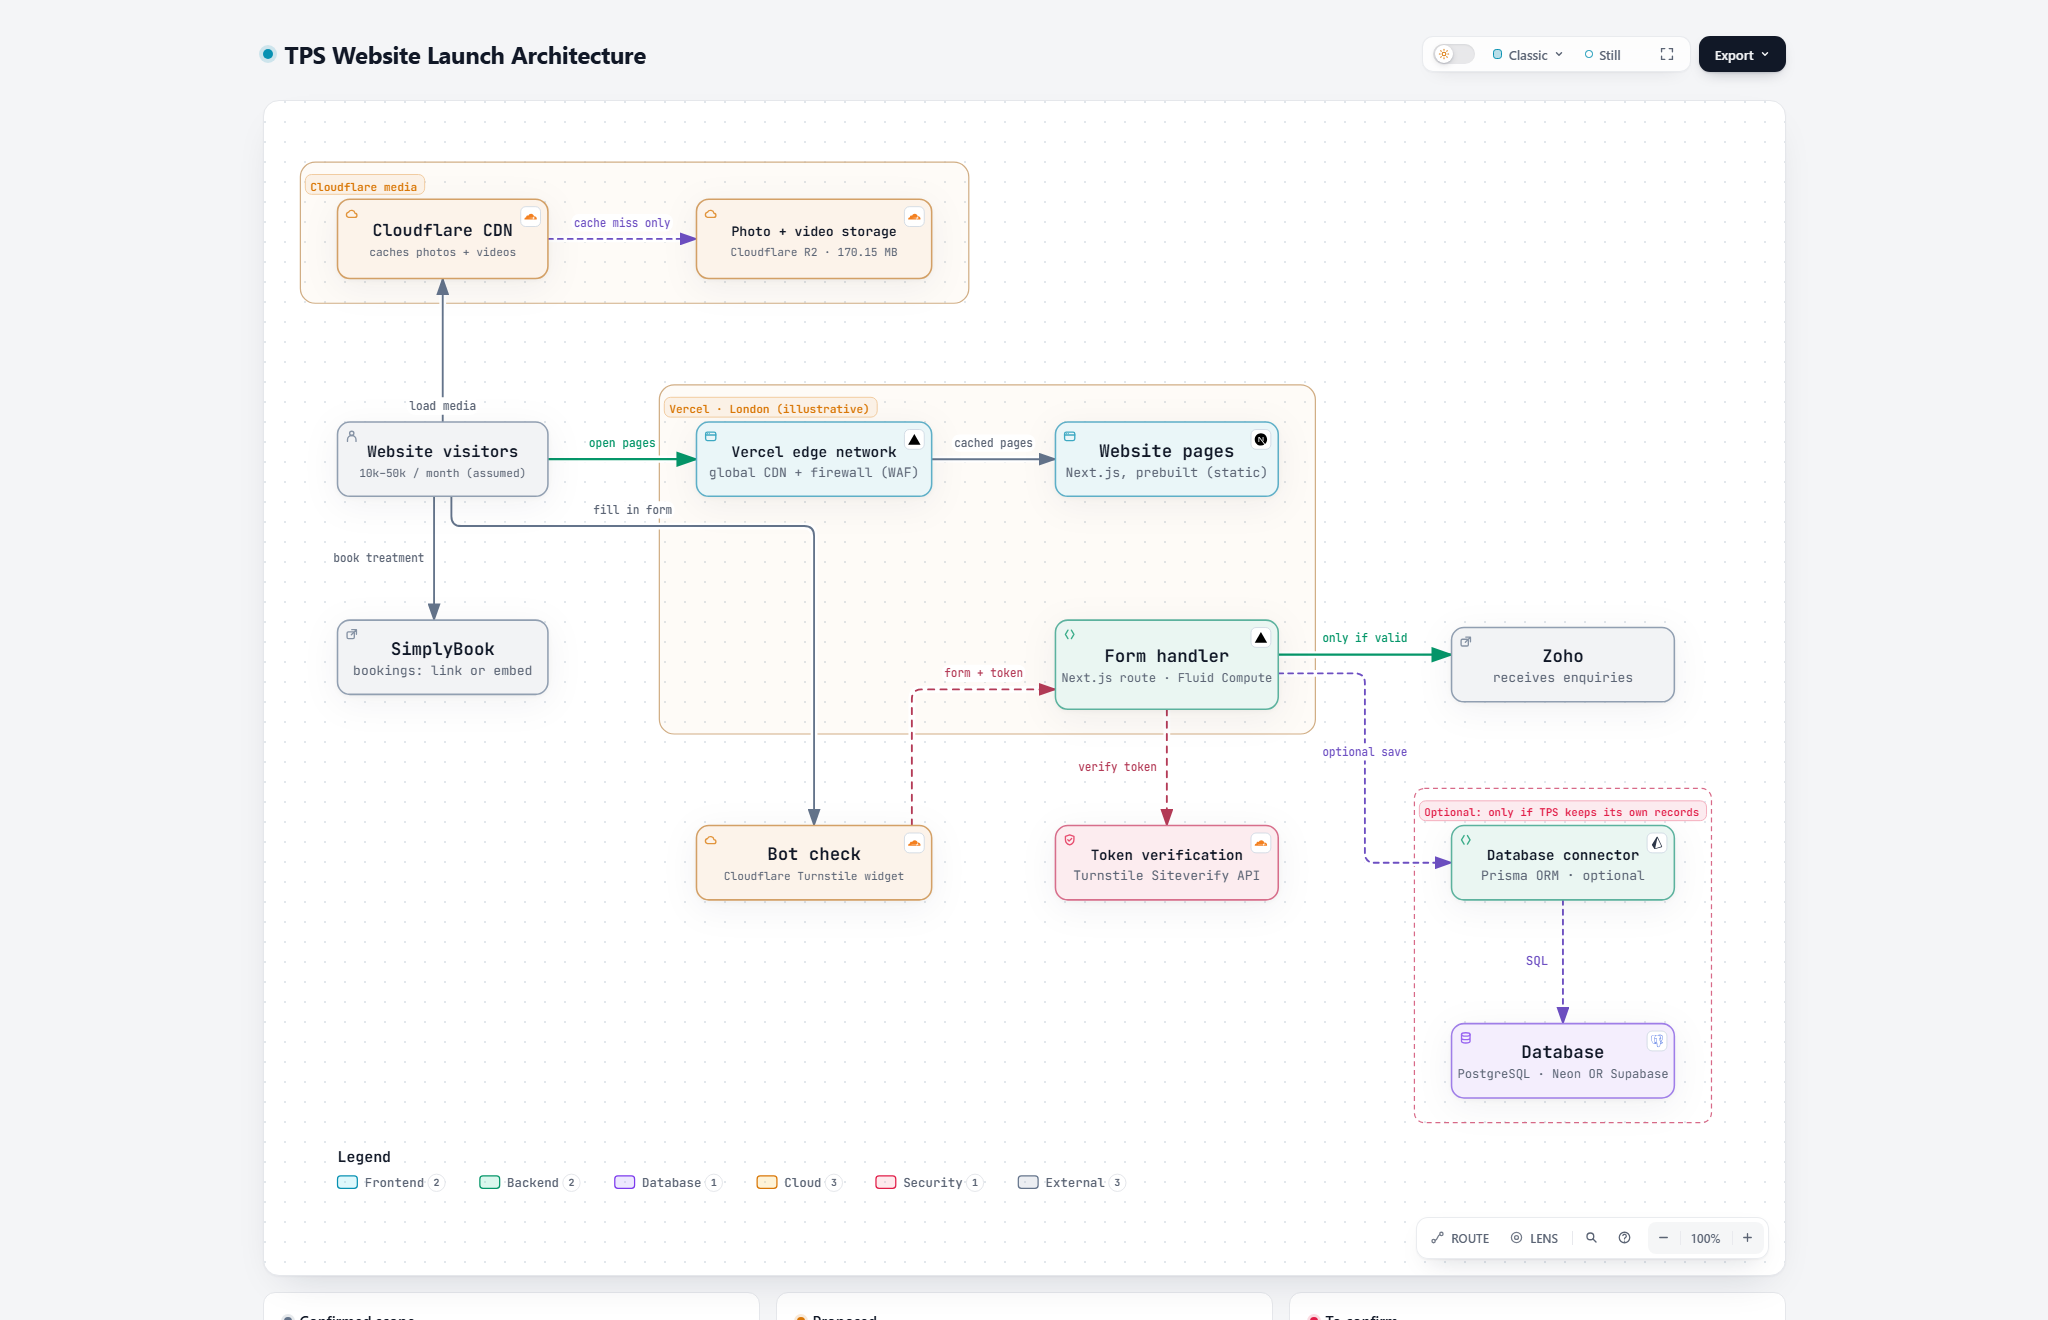 TPS Website Launch Architecture
Classic
Still
Export
Cloudflare media
Cloudflare CDN
caches photos + videos
cache miss only
Photo + video storage
Cloudflare R2 · 170.15 MB
load media
Vercel · London (illustrative)
Website visitors
10k–50k / month (assumed)
open pages
Vercel edge network
global CDN + firewall (WAF)
cached pages
Website pages
Next.js, prebuilt (static)
fill in form
book treatment
SimplyBook
bookings: link or embed
form + token
Form handler
Next.js route · Fluid Compute
only if valid
Zoho
receives enquiries
optional save
verify token
Bot check
Cloudflare Turnstile widget
Token verification
Turnstile Siteverify API
Optional: only if TPS keeps its own records
Database connector
Prisma ORM · optional
SQL
Database
PostgreSQL · Neon OR Supabase
Legend
Frontend 2
Backend 2
Database 1
Cloud 3
Security 1
External 3
ROUTE
LENS
100%
Confirmed scope
Proposed
To confirm